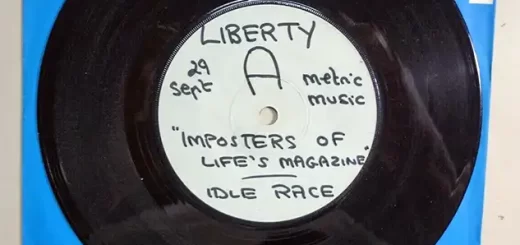 LIBERTY
A
29
Sept
metric
music
"IMPOSTERS OF
LIFE'S MAGAZINE"
IDLE RACE